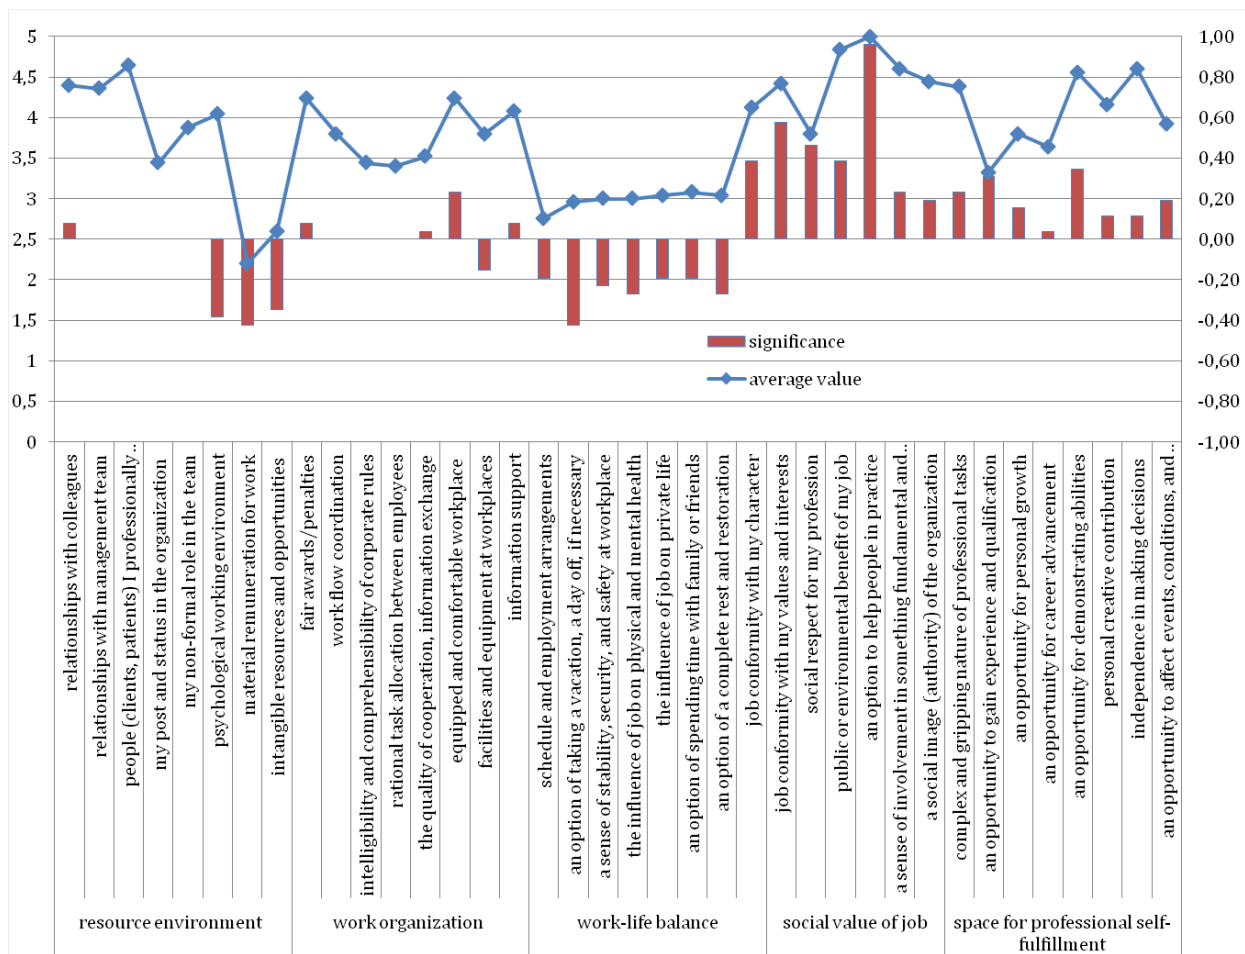 5
4,5
4
3,5
3
2,5
2
1,5
1
0,5
0
1,00
0,80
0,60
0,40
0,20
0,00
-0,20
-0,40
-0,60
-0,80
-1,00
significance
average value
relationships with colleagues
relationships with management team
people (clients, patients) I professionally...
my post and status in the organization
my non-formal role in the team
psychological working environment
material remuneration for work
intangible resources and opportunities
fair awards/penalties
work flow coordination
intelligibility and comprehensibility of corporate rules
rational task allocation between employees
the quality of cooperation, information exchange
equipped and comfortable workplace
facilities and equipment at workplaces
information support
schedule and employment arrangements
an option of taking a vacation, a day off, if necessary
a sense of stability, security, and safety at workplace
the influence of job on physical and mental health
the influence of job on private life
an option of spending time with family or friends
an option of a complete rest and restoration
job conformity with my character
job conformity with my values and interests
social respect for my profession
public or environmental benefit of my job
an option to help people in practice
a sense of involvement in something fundamental and...
a social image (authority) of the organization
complex and gripping nature of professional tasks
an opportunity to gain experience and qualification
an opportunity for personal growth
an opportunity for career advancement
an opportunity for demonstrating abilities
personal creative contribution
independence in making decisions
an opportunity to affect events, conditions, and...
resource environment
work organization
work-life balance
social value of job
space for professional self-
fulfillment